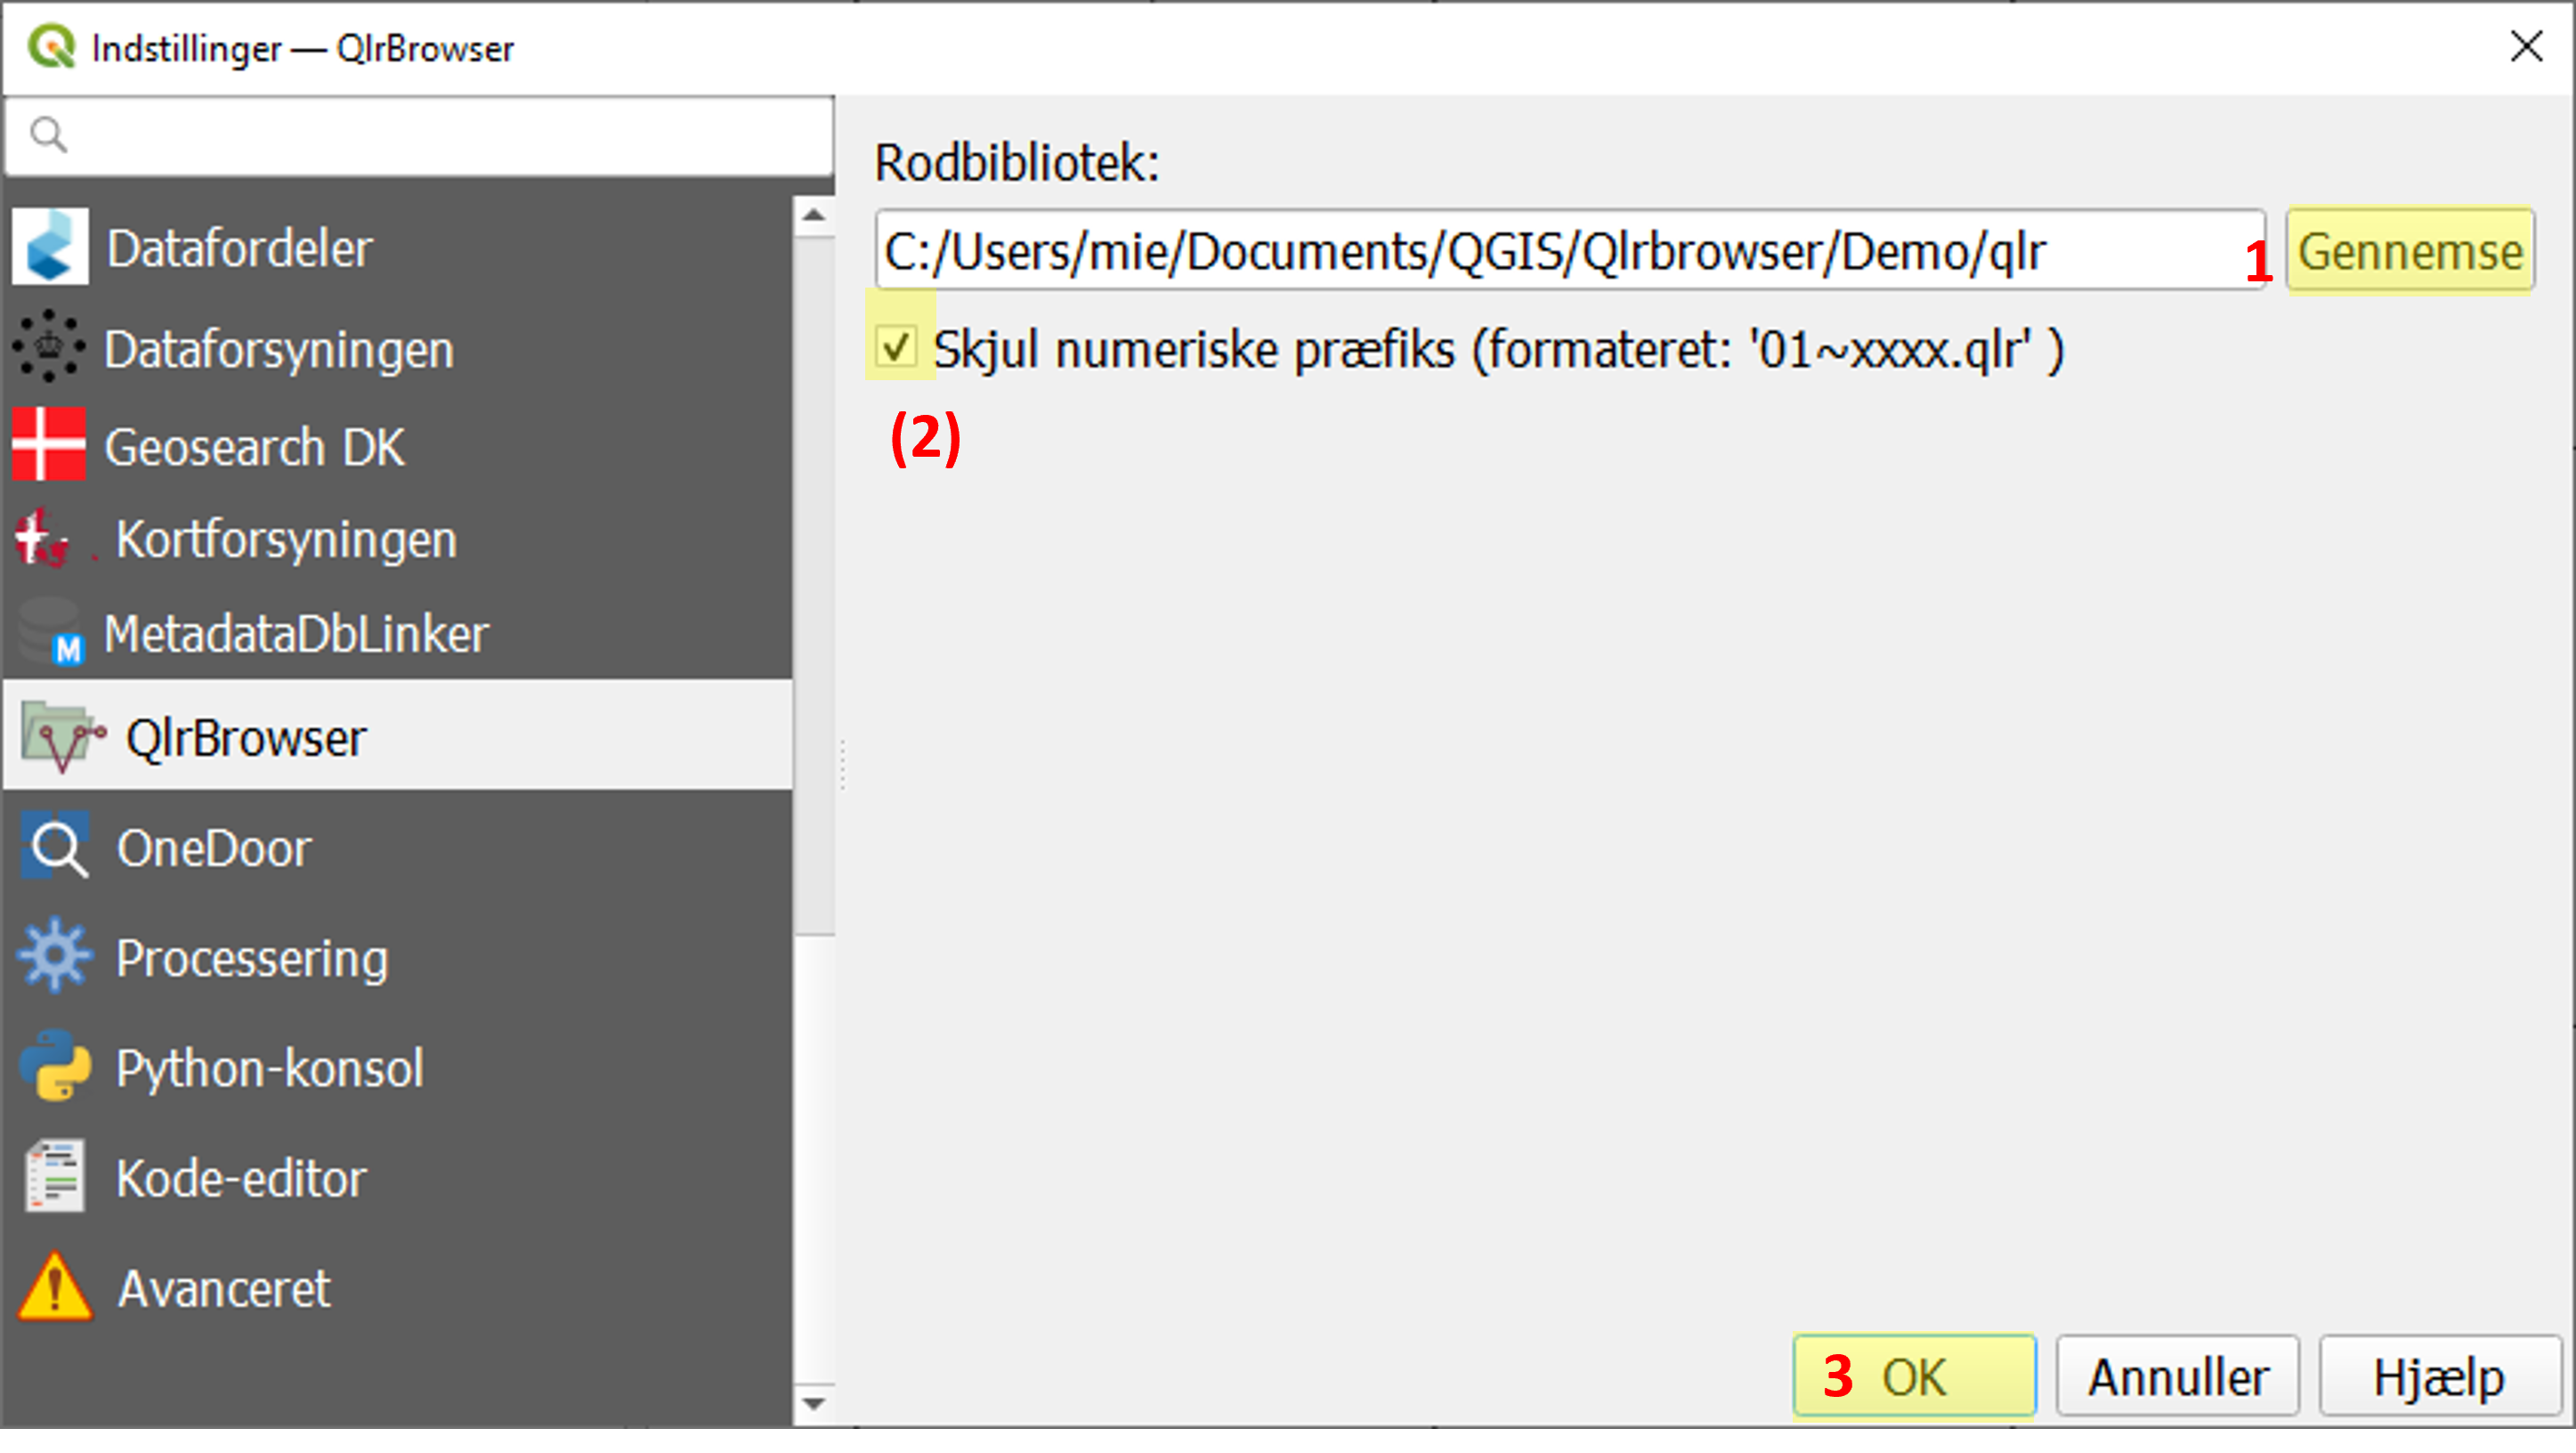 Indstillinger — QlrBrowser
Datafordeler
Dataforsyningen
Geosearch DK
Kortforsyningen
M
MetadataDbLinker
QlrBrowser
OneDoor
Processering
Python-konsol
Kode-editor
Avanceret
Rodbibliotek:
C:/Users/mie/Documents/QGIS/Qlrbrowser/Demo/qlr 1 Gennemse
Skjul numeriske præfiks (formateret: '01~xxxx.qlr' )
(2)
3 OK Annuller Hjælp